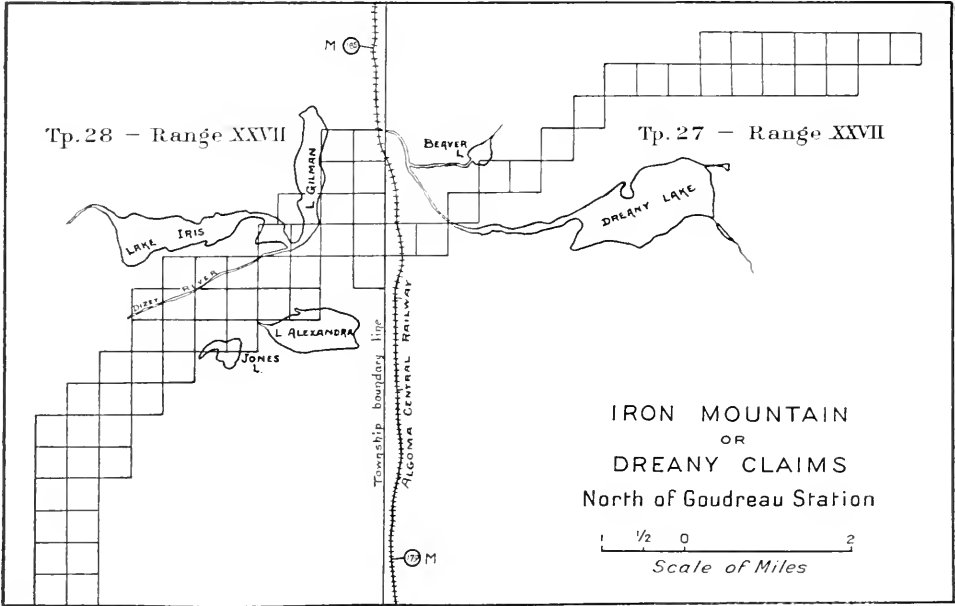 M
Tp. 28 – Range XXVII
Tp. 27 – Range XXVII
BEAVER
L.
L GILMAN
DREANY LAKE
LAKE IRIS
DIZET RIVER
L ALEXANDRA
JONES
L.
Township boundary line
ALGOMA CENTRAL RAILWAY
IRON MOUNTAIN
OR
DREANY CLAIMS
North of Goudreau Station
1 1/2 0 2
Scale of Miles
M